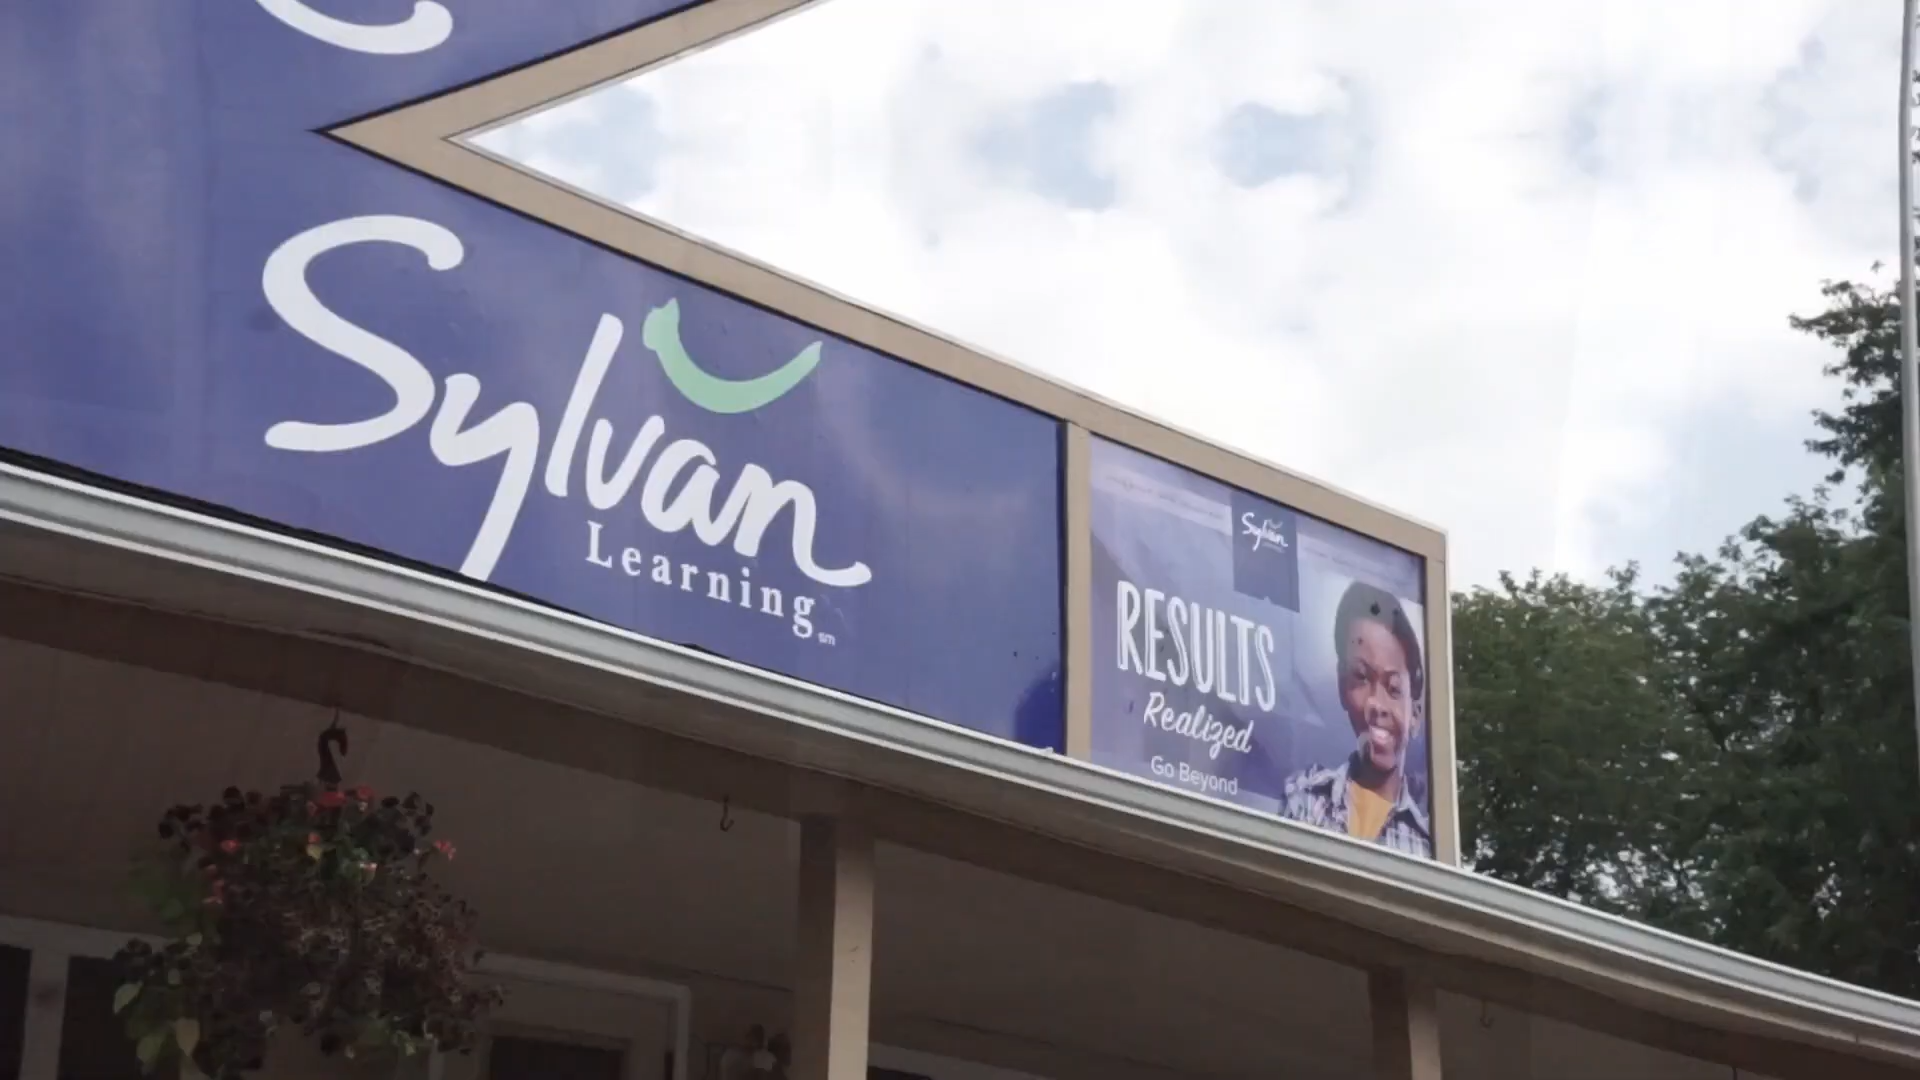 Sylvan
Learning
sm
Sylvan
RESULTS
Realized
Go Beyond